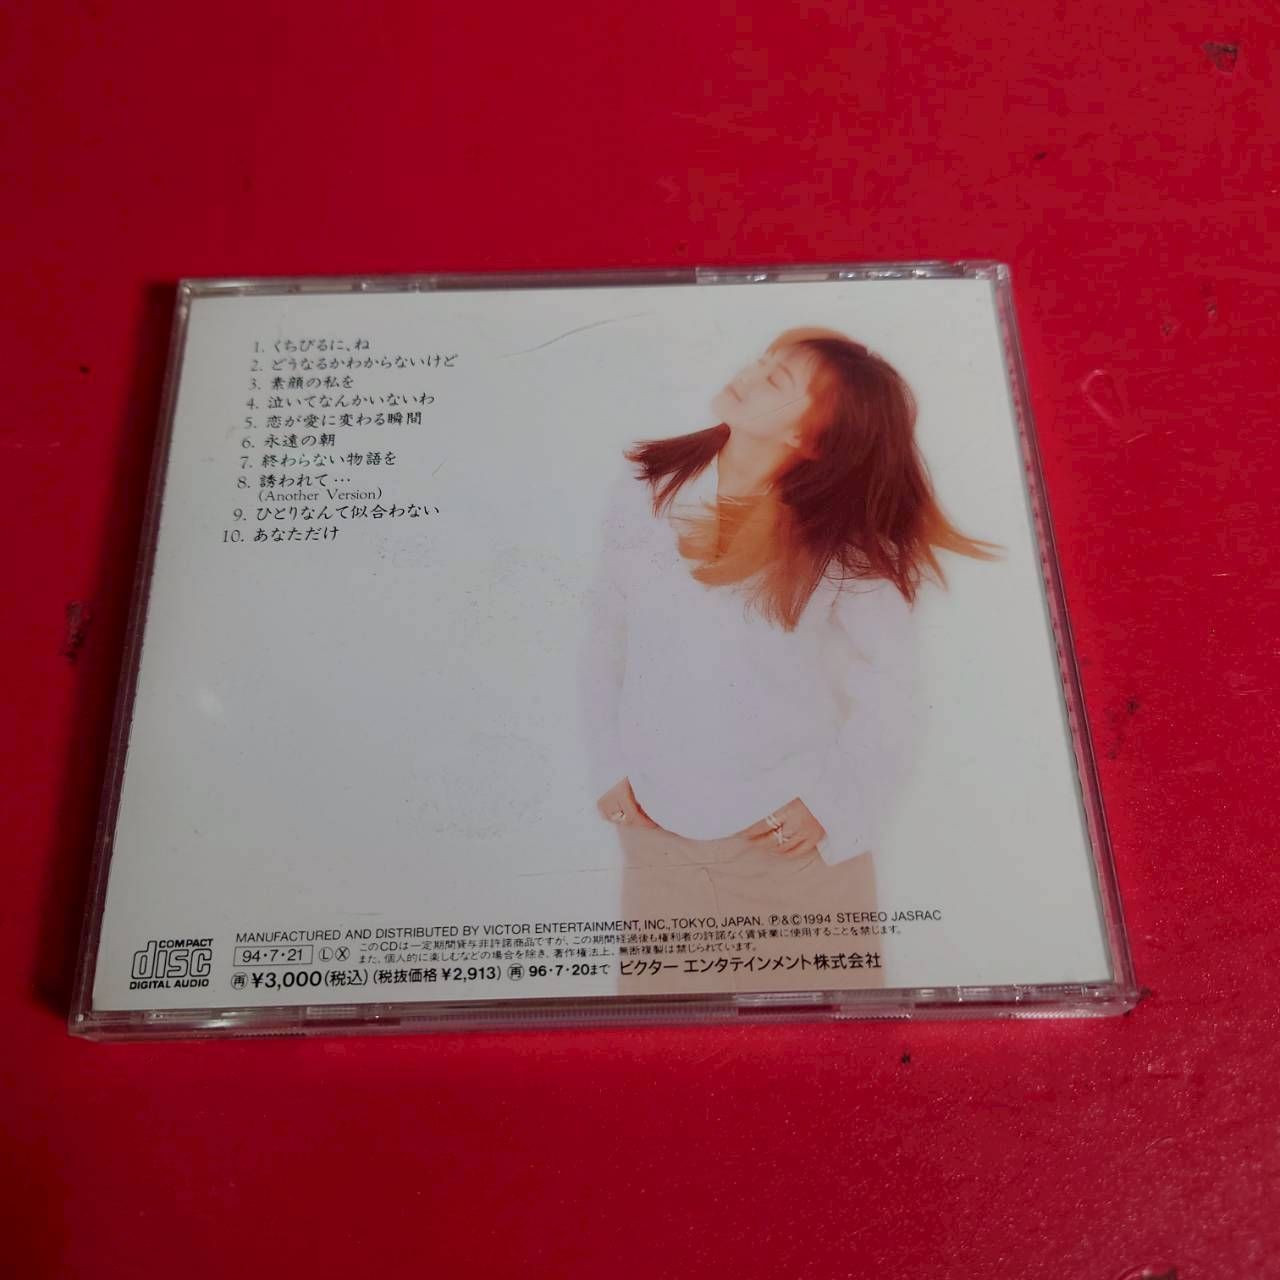 1. くちびるに、ね
2. どうなるかわからないけど
3. 素顔の私を
4. 泣いてなんかいないわ
5. 恋が愛に変わる瞬間
6. 永遠の朝
7. 終わらない物語を
8. 誘われて…
(Another Version)
9. ひとりなんて似合わない
10. あなただけ
MANUFACTURED AND DISTRIBUTED BY VICTOR ENTERTAINMENT, INC., TOKYO, JAPAN. Ⓟ&©1994 STEREO JASRAC
COMPACT
disc
DIGITAL AUDIO
94・7・21 ⓁⓍ
このCDは一定期間貸与非許諾商品ですが、この期間経過後も権利者の許諾なく賃貸業に使用することを禁じます。
また、個人的に楽しむなどの場合を除き、著作権法上、無断複製は禁じられています。
㊢¥3,000(税込)(税抜価格¥2,913) ㊢96・7・20まで ビクター エンタテインメント株式会社